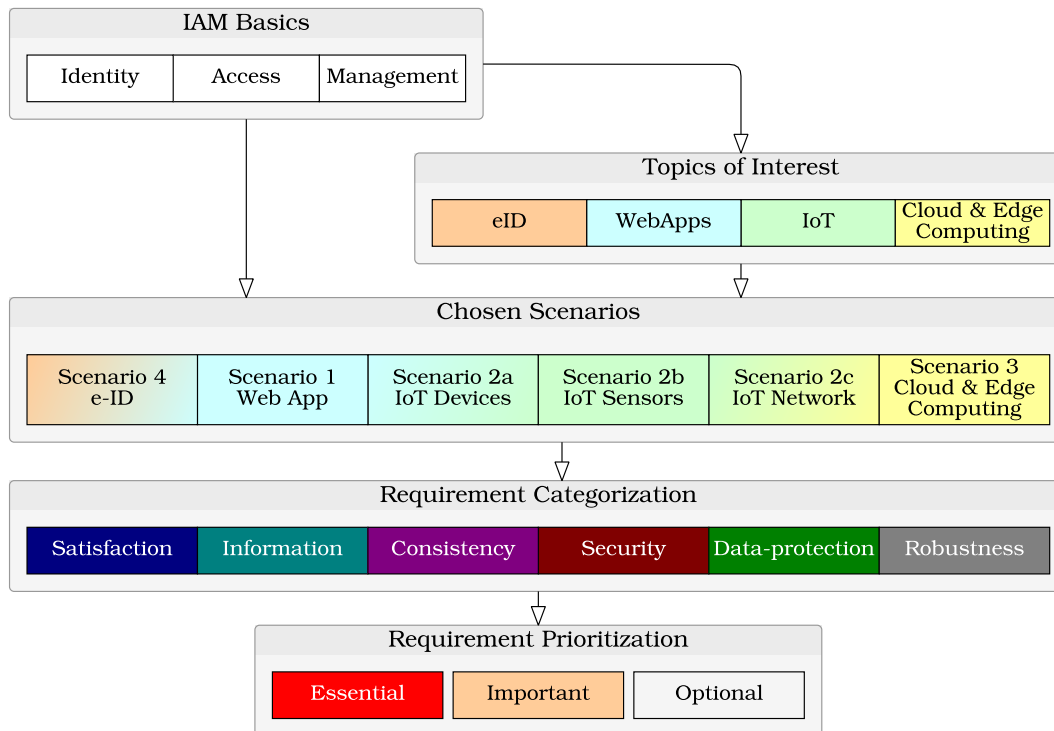 IAM Basics
Identity
Access
Management
Topics of Interest
eID
WebApps
IoT
Cloud & Edge
Computing
Chosen Scenarios
Scenario 4
e-ID
Scenario 1
Web App
Scenario 2a
IoT Devices
Scenario 2b
IoT Sensors
Scenario 2c
IoT Network
Scenario 3
Cloud & Edge
Computing
Requirement Categorization
Satisfaction
Information
Consistency
Security
Data-protection
Robustness
Requirement Prioritization
Essential
Important
Optional